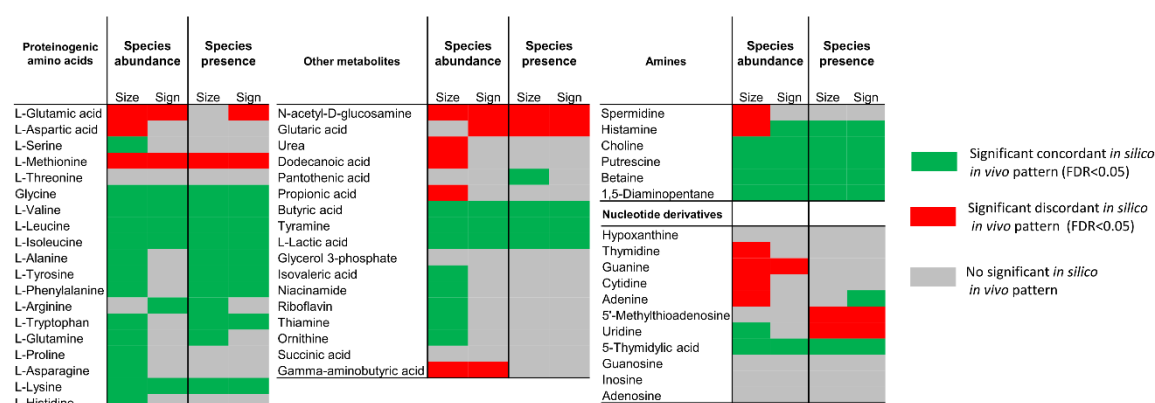 Proteinogenic amino acids
Species abundance
Species presence
Size Sign Size Sign
L-Glutamic acid
L-Aspartic acid
L-Serine
L-Methionine
L-Threonine
Glycine
L-Valine
L-Leucine
L-Isoleucine
L-Alanine
L-Tyrosine
L-Phenylalanine
L-Arginine
L-Tryptophan
L-Glutamine
L-Proline
L-Asparagine
L-Lysine
L-Histidine
Other metabolites
Species abundance
Species presence
Size Sign Size Sign
N-acetyl-D-glucosamine
Glutaric acid
Urea
Dodecanoic acid
Pantothenic acid
Propionic acid
Butyric acid
Tyramine
L-Lactic acid
Glycerol 3-phosphate
Isovaleric acid
Niacinamide
Riboflavin
Thiamine
Ornithine
Succinic acid
Gamma-aminobutyric acid
Amines
Species abundance
Species presence
Size Sign Size Sign
Spermidine
Histamine
Choline
Putrescine
Betaine
1,5-Diaminopentane
Nucleotide derivatives
Hypoxanthine
Thymidine
Guanine
Cytidine
Adenine
5'-Methylthioadenosine
Uridine
5-Thymidylic acid
Guanosine
Inosine
Adenosine
Significant concordant in silico
in vivo pattern (FDR<0.05)
Significant discordant in silico
in vivo pattern (FDR<0.05)
No significant in silico
in vivo pattern